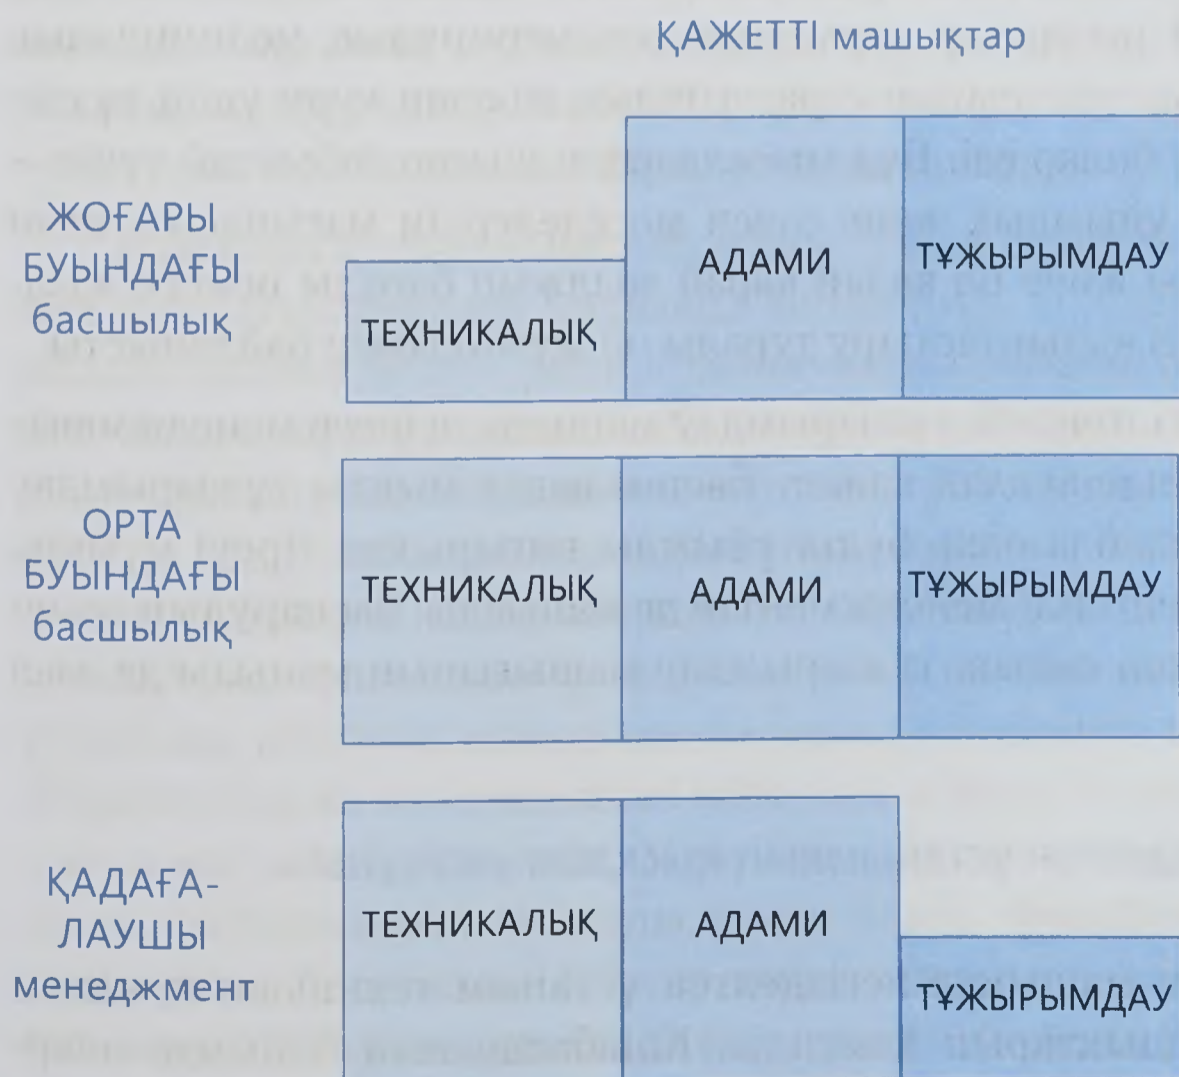 ҚАЖЕТТІ машықтар
ЖОҒАРЫ
БУЫНДАҒЫ
басшылық
ТЕХНИКАЛЫҚ
АДАМИ
ТҰЖЫРЫМДАУ
ОРТА
БУЫНДАҒЫ
басшылық
ТЕХНИКАЛЫҚ
АДАМИ
ТҰЖЫРЫМДАУ
ҚАДАҒА-
ЛАУШЫ
менеджмент
ТЕХНИКАЛЫҚ
АДАМИ
ТҰЖЫРЫМДАУ